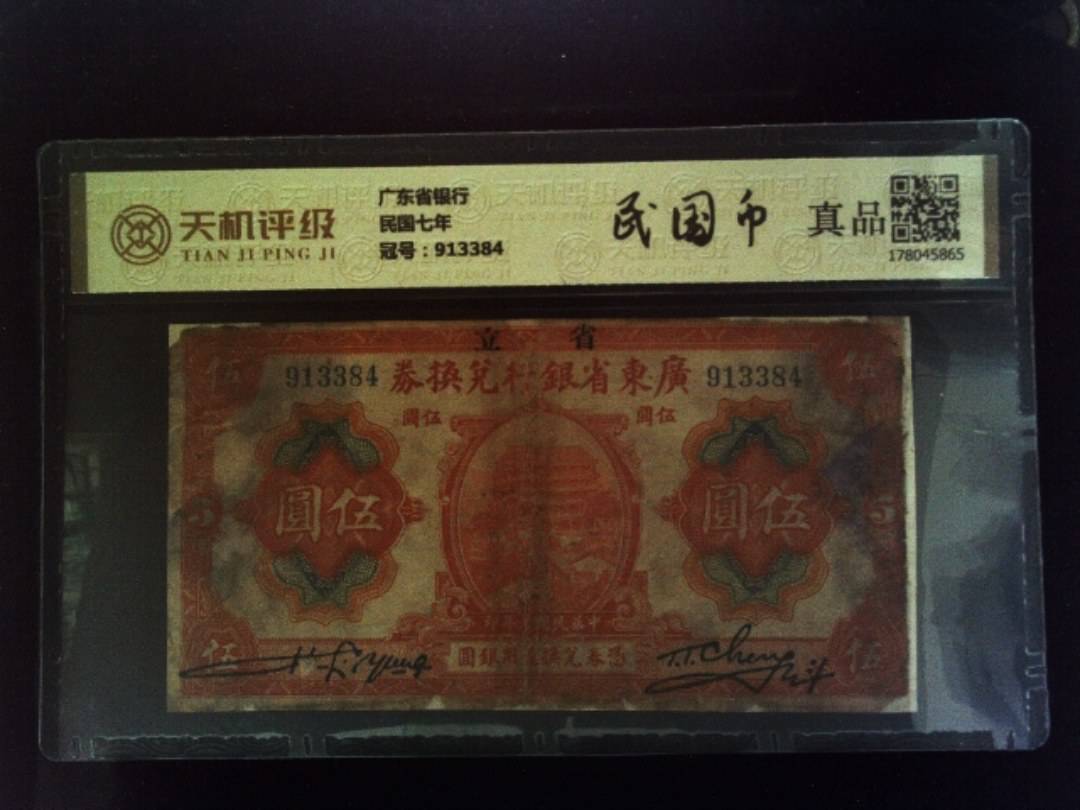 天机评级
TIAN JI PING JI
广东省银行
民国七年
冠号：913384
民国币
真品
178045865
立 省
913384 券換兌行銀省東廣 913384
圓伍 圓伍
圓伍 圓伍
伍 伍
5 5
伍 伍